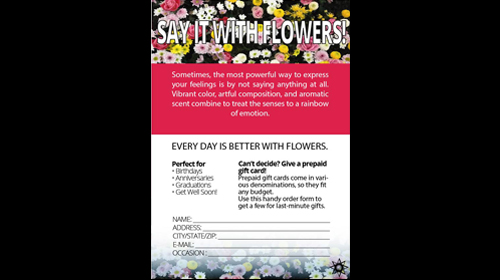 SAY IT WITH FLOWERS!
Sometimes, the most powerful way to express
your feelings is by not saying anything at all.
Vibrant color, artful composition, and aromatic
scent combine to treat the senses to a rainbow
of emotion.
EVERY DAY IS BETTER WITH FLOWERS.
Perfect for
• Birthdays
• Anniversaries
• Graduations
• Get Well Soon!
Can't decide? Give a prepaid
gift card!
Prepaid gift cards come in vari-
ous denominations, so they fit
any budget.
Use this handy order form to
get a few for last-minute gifts.
NAME:
ADDRESS:
CITY/STATE/ZIP:
E-MAIL:
OCCASION :